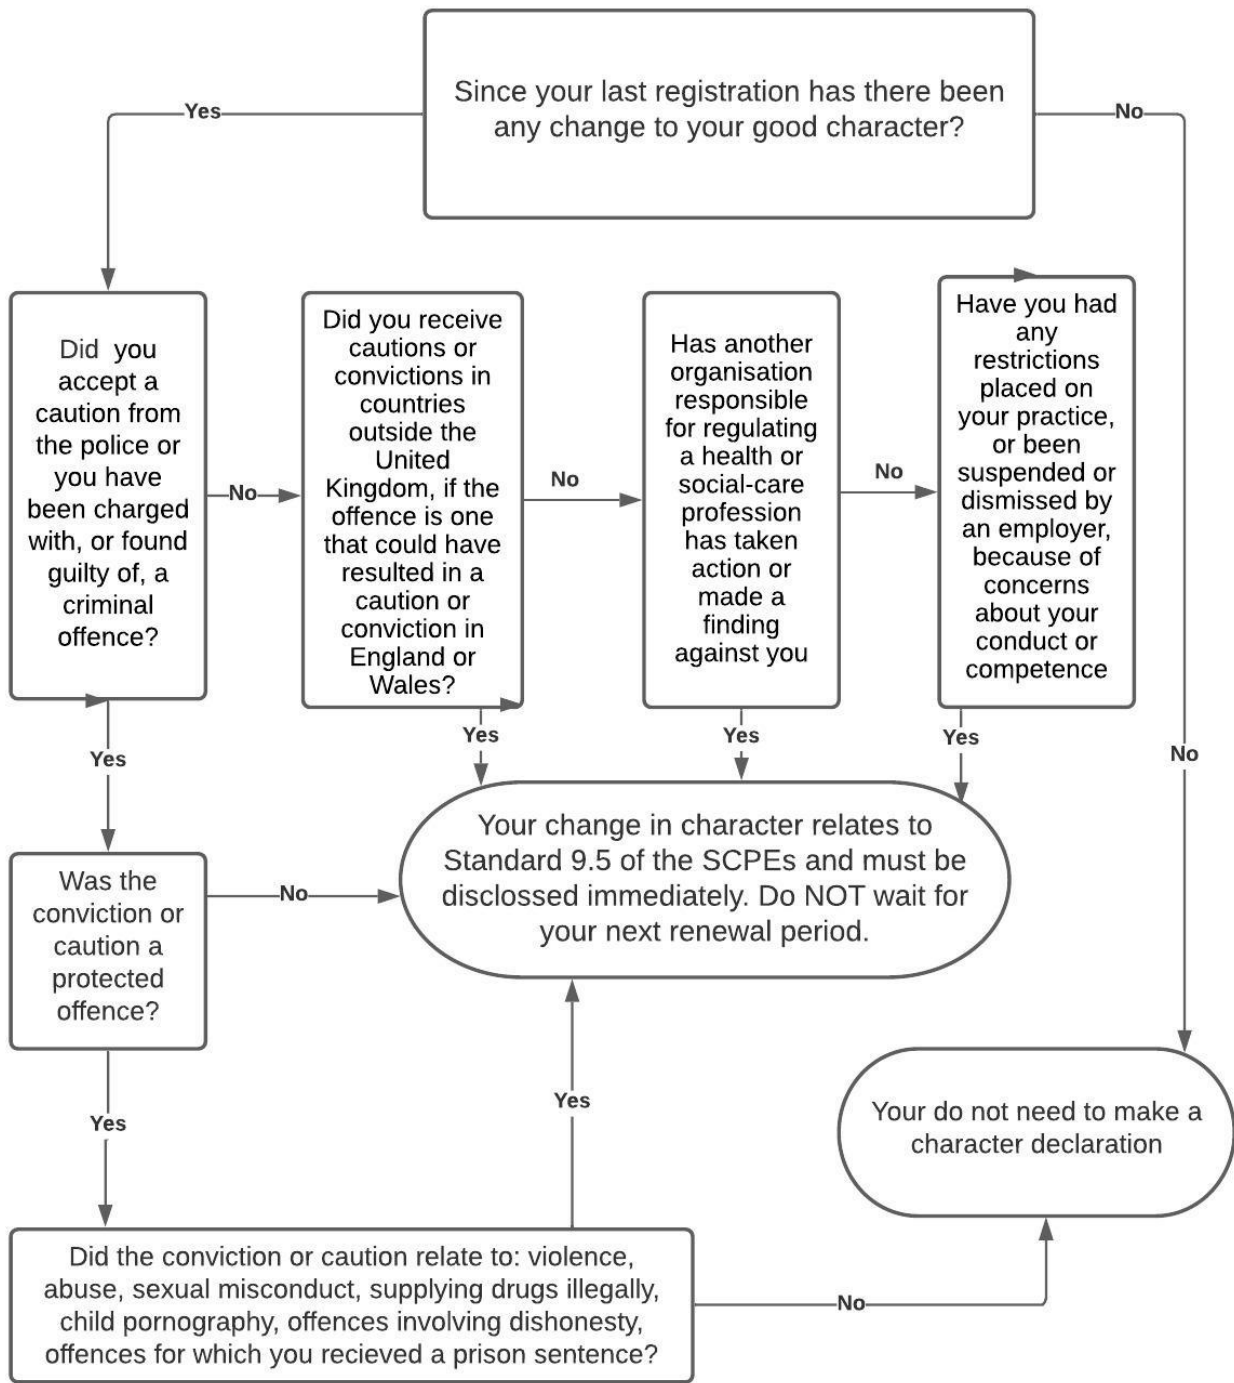 Since your last registration has there been
any change to your good character?
Yes
No
Did you
accept a
caution from
the police or
you have
been charged
with, or found
guilty of, a
criminal
offence?
No
Did you receive
cautions or
convictions in
countries
outside the
United
Kingdom, if the
offence is one
that could have
resulted in a
caution or
conviction in
England or
Wales?
No
Has another
organisation
responsible
for regulating
a health or
social-care
profession
has taken
action or
made a
finding
against you
No
Have you had
any
restrictions
placed on
your practice,
or been
suspended or
dismissed by
an employer,
because of
concerns
about your
conduct or
competence
Yes
Yes
Yes
Yes
No
Your change in character relates to
Standard 9.5 of the SCPEs and must be
disclossed immediately. Do NOT wait for
your next renewal period.
Was the
conviction or
caution a
protected
offence?
No
Yes
Yes
Your do not need to make a
character declaration
Did the conviction or caution relate to: violence,
abuse, sexual misconduct, supplying drugs illegally,
child pornography, offences involving dishonesty,
offences for which you recieved a prison sentence?
No